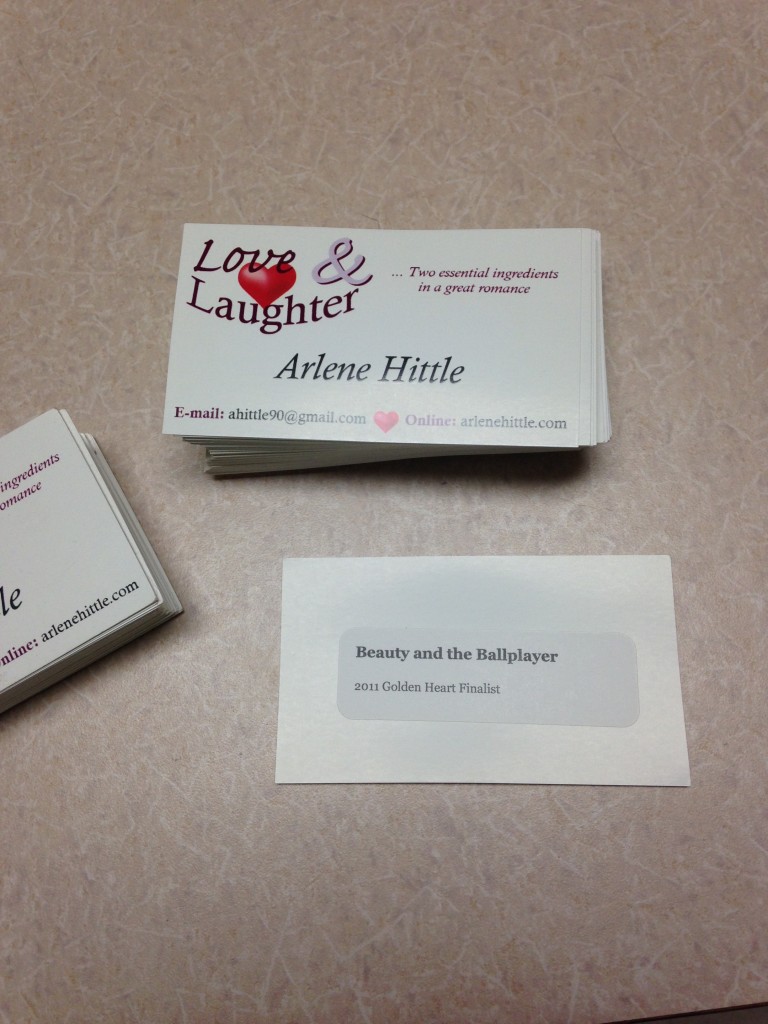 Love &
Laughter
... Two essential ingredients
in a great romance
Arlene Hittle
E-mail: ahittle90@gmail.com Online: arlenehittle.com
ingredients
romance
le
nline: arlenehittle.com
Beauty and the Ballplayer
2011 Golden Heart Finalist